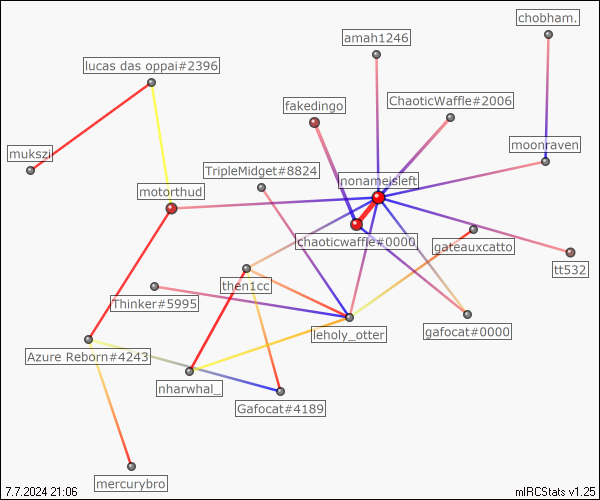 chobham.
amah1246
lucas das oppai#2396
fakedingo
ChaoticWaffle#2006
mukszi
moonraven
TripleMidget#8824
inonameisleft
motorthud
chaoticwaffle#0000
gateauxcatto
tt532
then1cc
Thinker#5995
leholy_otter
gafocat#0000
Azure Reborn#4243
nharwhal_
Gafocat#4189
mercurybro
7.7.2024 21:06
mIRCStats v1.25